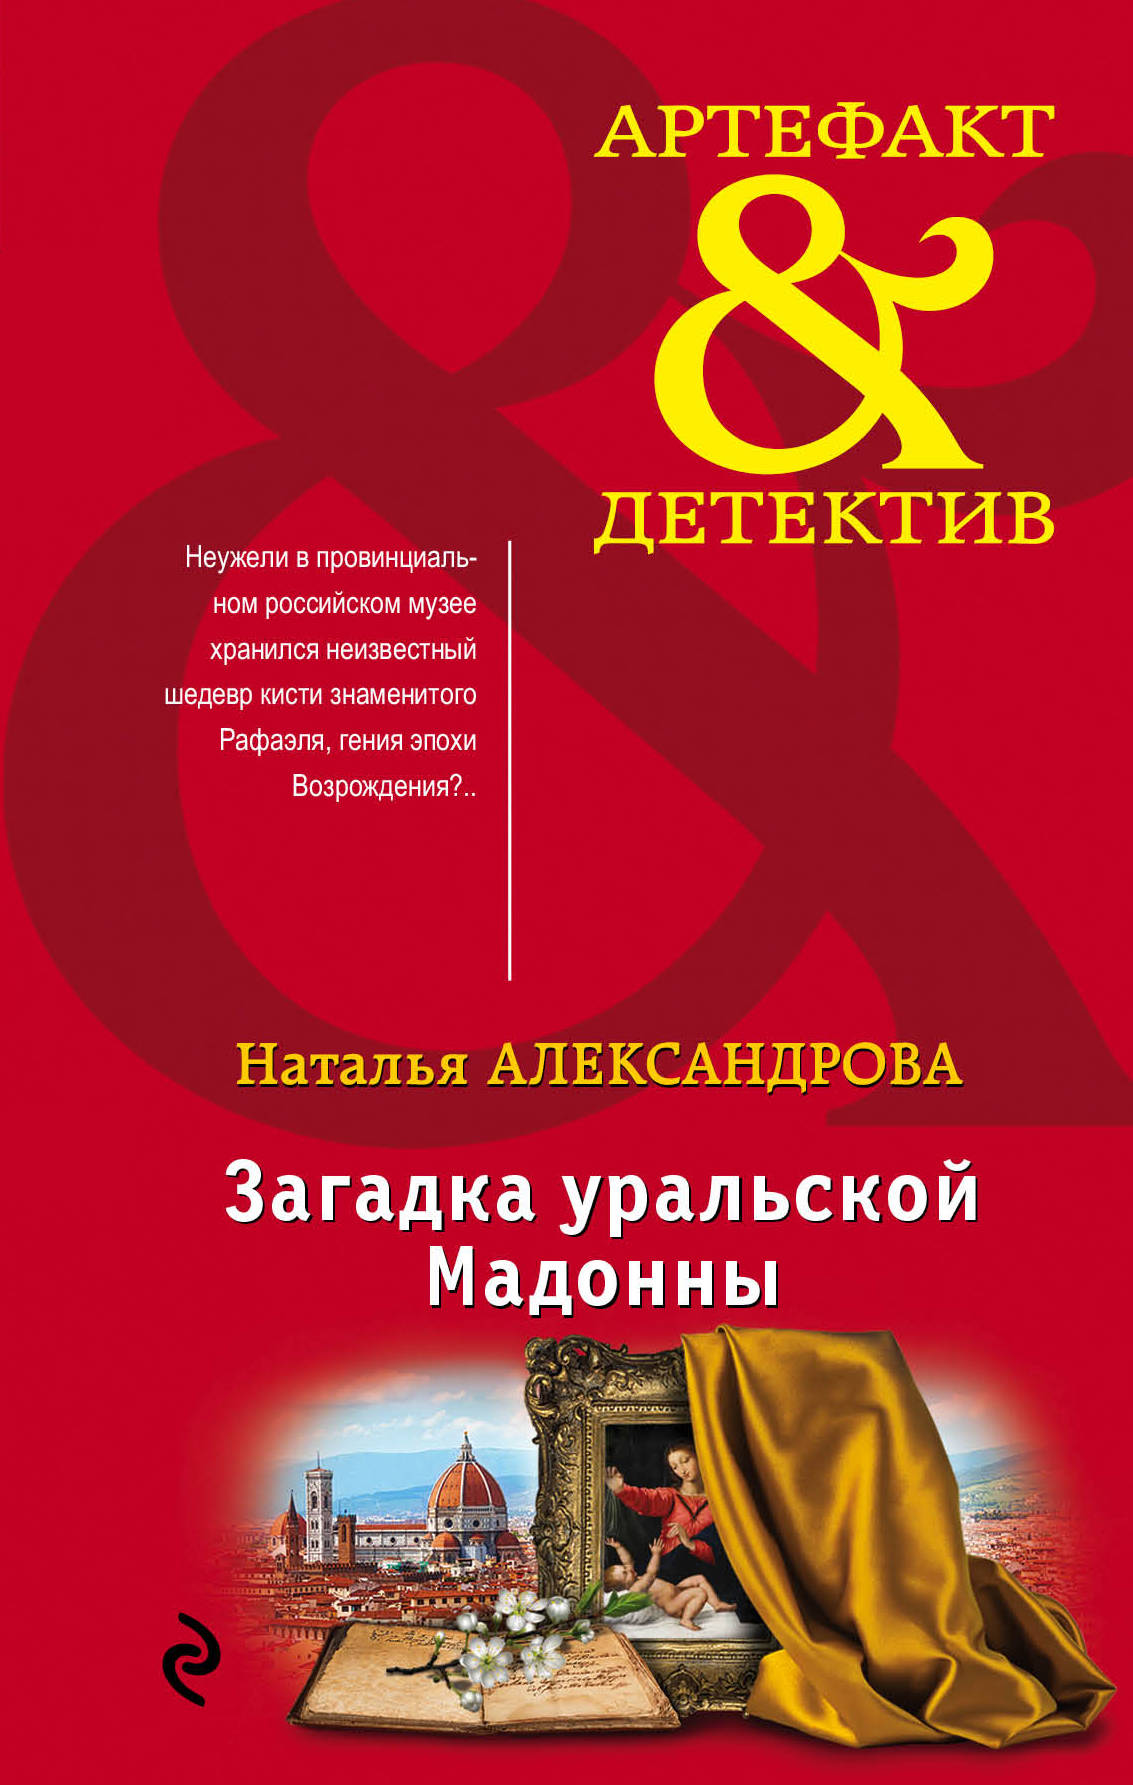 АРТЕФАКТ
&
ДЕТЕКТИВ
Неужели в провинциаль-
ном российском музее
хранился неизвестный
шедевр кисти знаменитого
Рафаэля, гения эпохи
Возрождения?..
Наталья АЛЕКСАНДРОВА
Загадка уральской
Мадонны